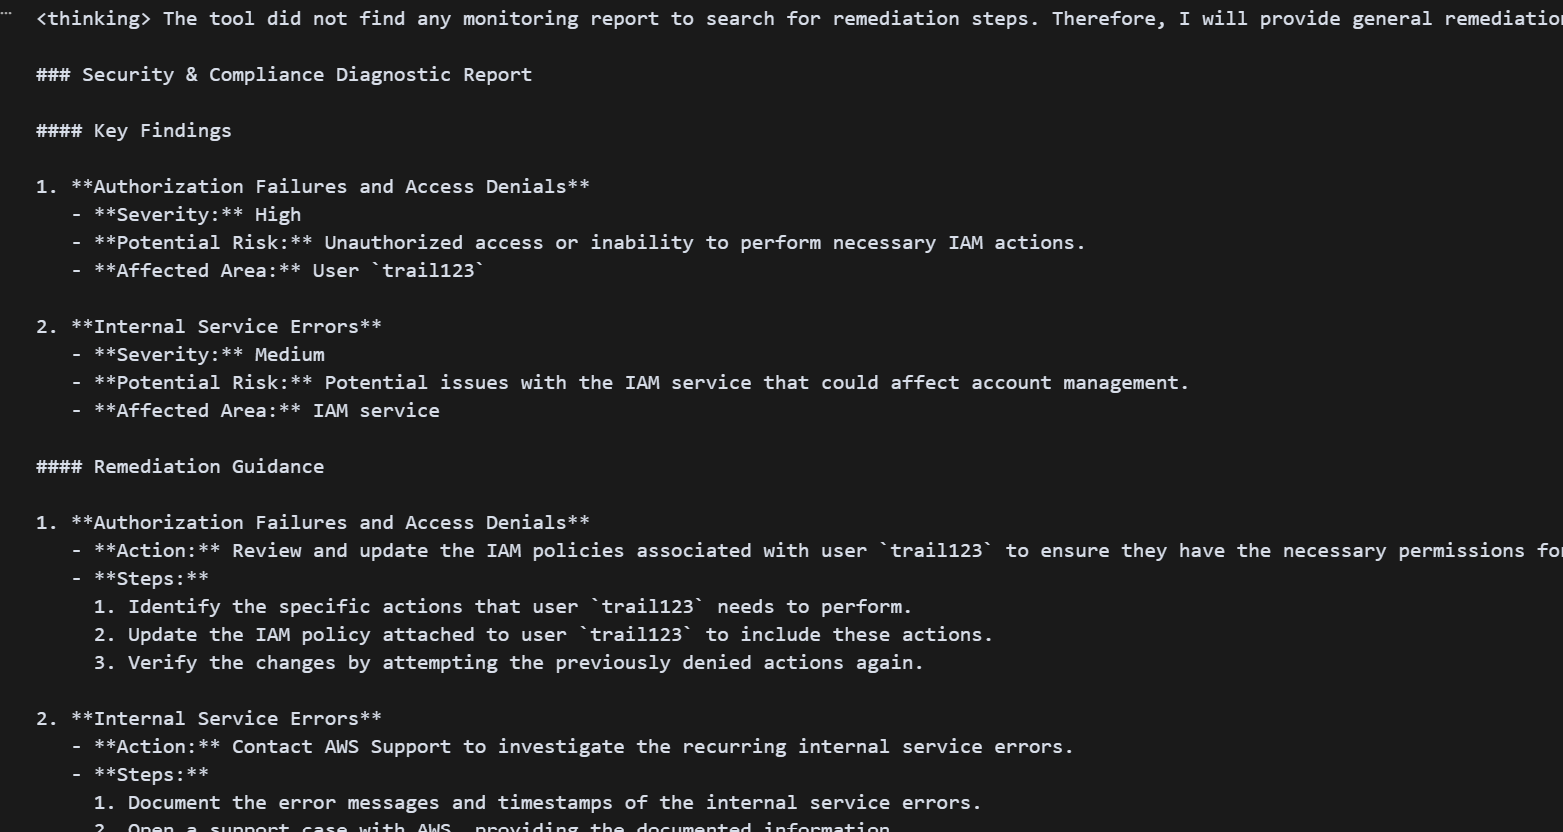 <thinking> The tool did not find any monitoring report to search for remediation steps. Therefore, I will provide general remediation
### Security & Compliance Diagnostic Report
#### Key Findings
1. **Authorization Failures and Access Denials**
- **Severity:** High
- **Potential Risk:** Unauthorized access or inability to perform necessary IAM actions.
- **Affected Area:** User `trail123`
2. **Internal Service Errors**
- **Severity:** Medium
- **Potential Risk:** Potential issues with the IAM service that could affect account management.
- **Affected Area:** IAM service
#### Remediation Guidance
1. **Authorization Failures and Access Denials**
- **Action:** Review and update the IAM policies associated with user `trail123` to ensure they have the necessary permissions for
- **Steps:**
1. Identify the specific actions that user `trail123` needs to perform.
2. Update the IAM policy attached to user `trail123` to include these actions.
3. Verify the changes by attempting the previously denied actions again.
2. **Internal Service Errors**
- **Action:** Contact AWS Support to investigate the recurring internal service errors.
- **Steps:**
1. Document the error messages and timestamps of the internal service errors.
2. Open a support case with AWS, providing the documented information.